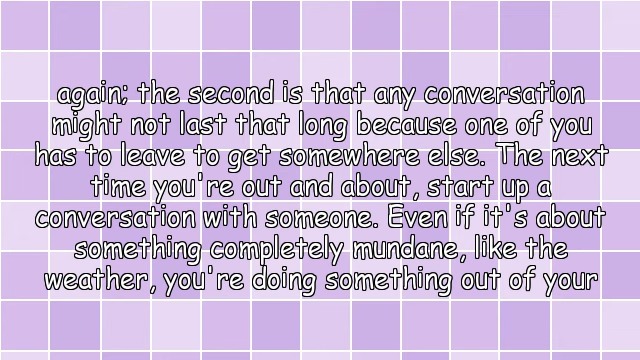 again; the second is that any conversation
might not last that long because one of you
has to leave to get somewhere else. The next
time you're out and about, start up a
conversation with someone. Even if it's about
something completely mundane, like the
weather, you're doing something out of your